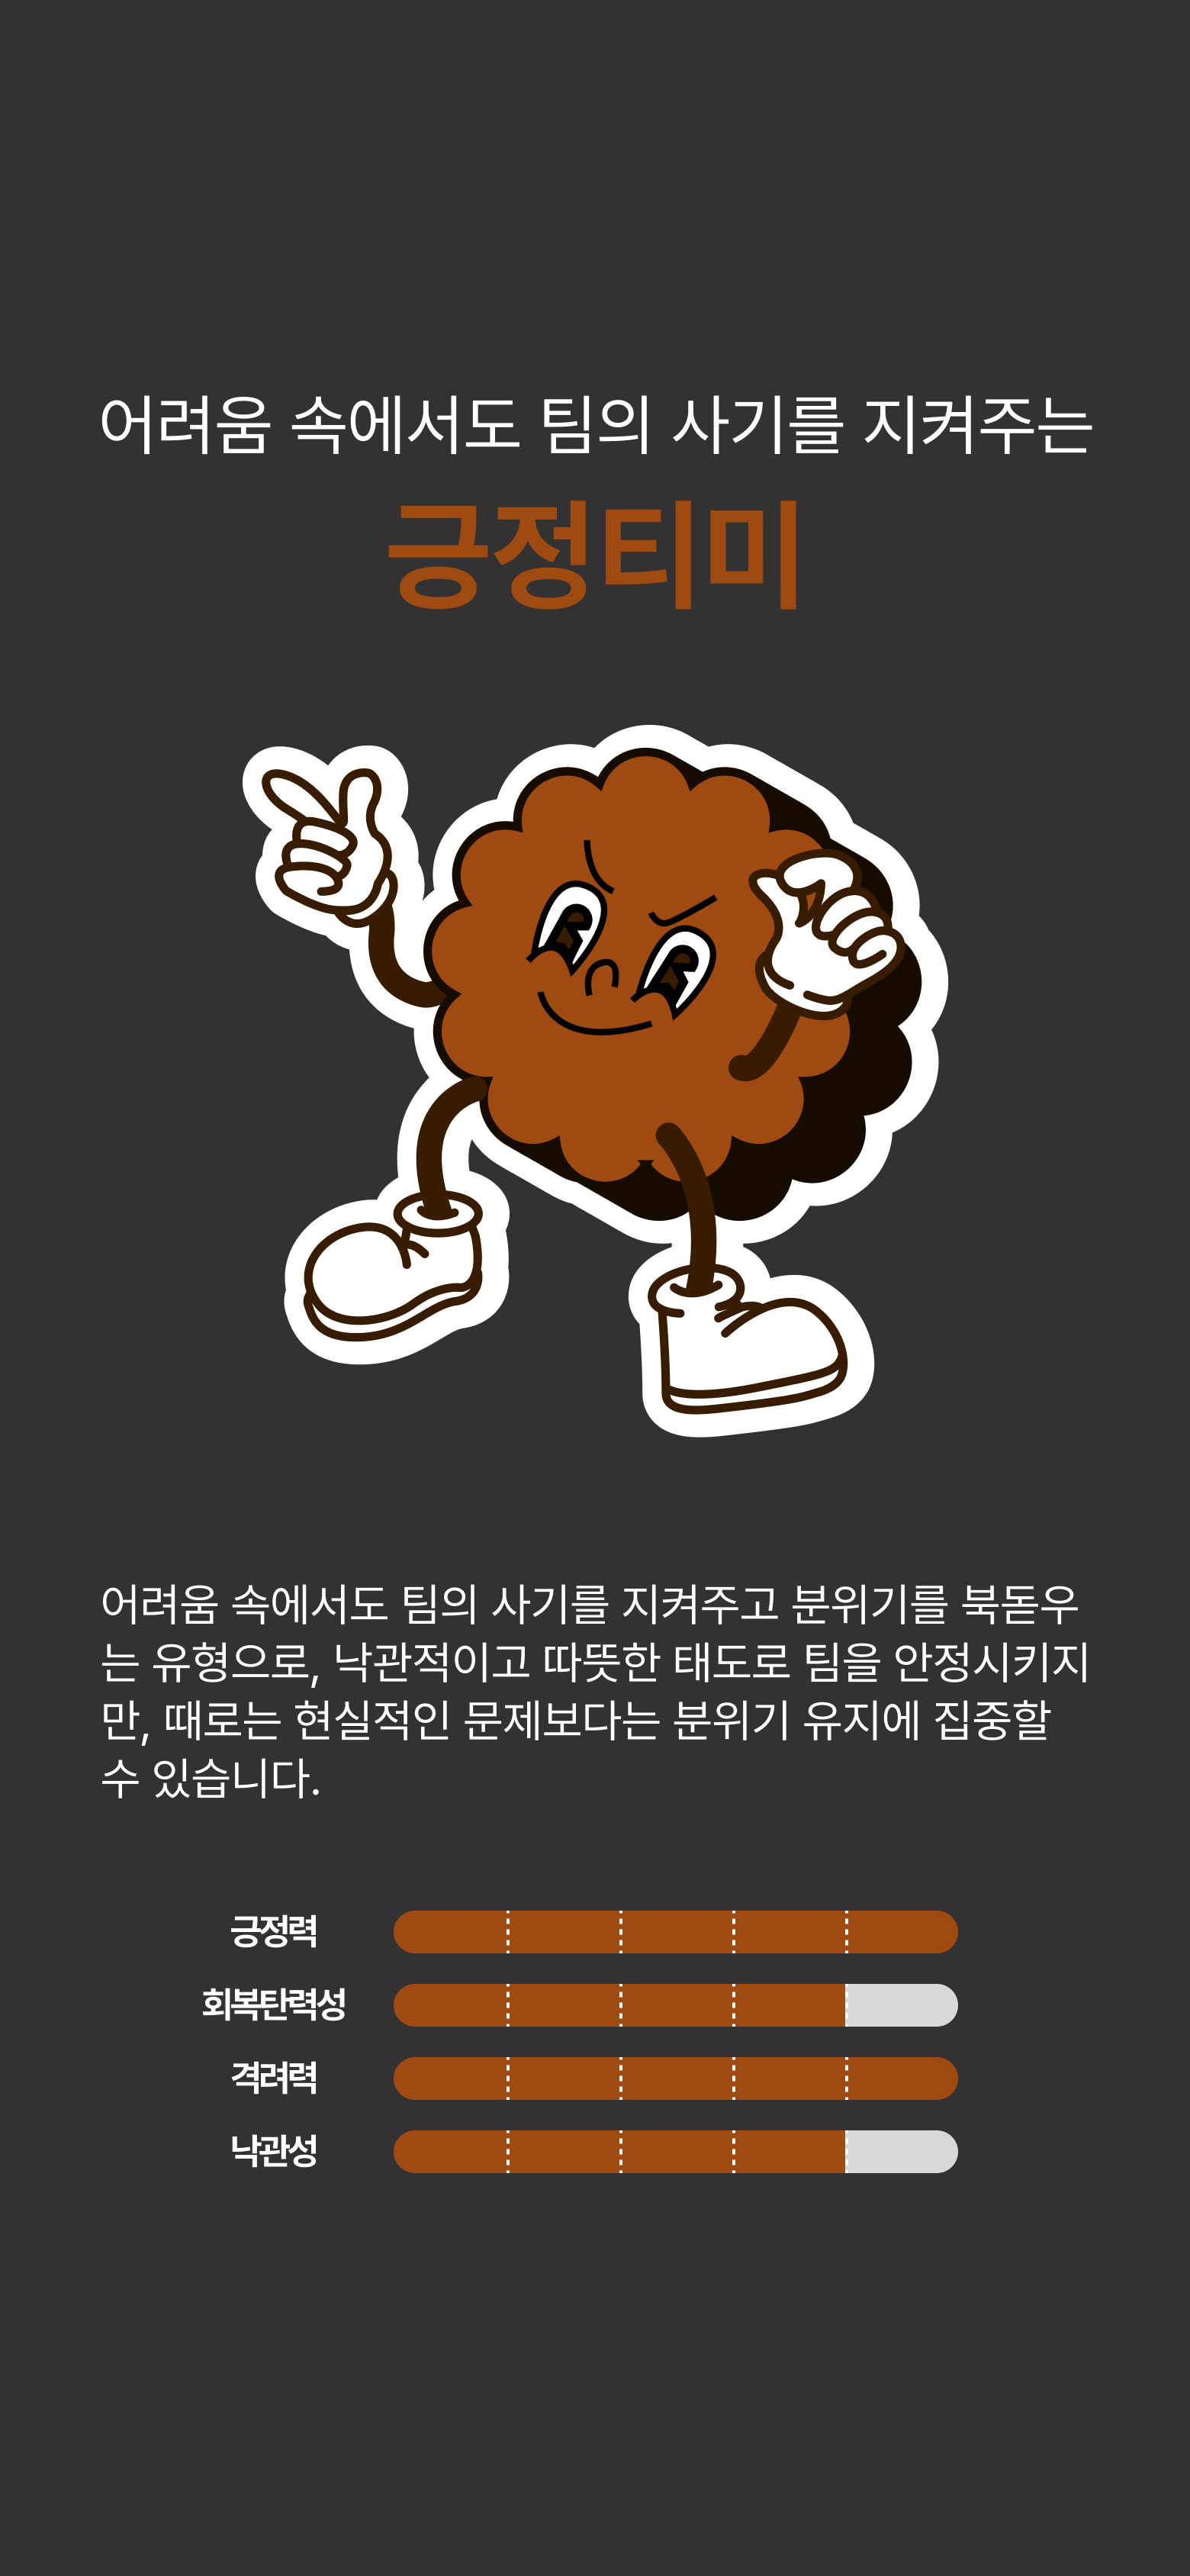 어려움 속에서도 팀의 사기를 지켜주는
긍정티미
어려움 속에서도 팀의 사기를 지켜주고 분위기를 북돋우
는 유형으로, 낙관적이고 따뜻한 태도로 팀을 안정시키지
만, 때로는 현실적인 문제보다는 분위기 유지에 집중할
수 있습니다.
긍정력
회복탄력성
격려력
낙관성